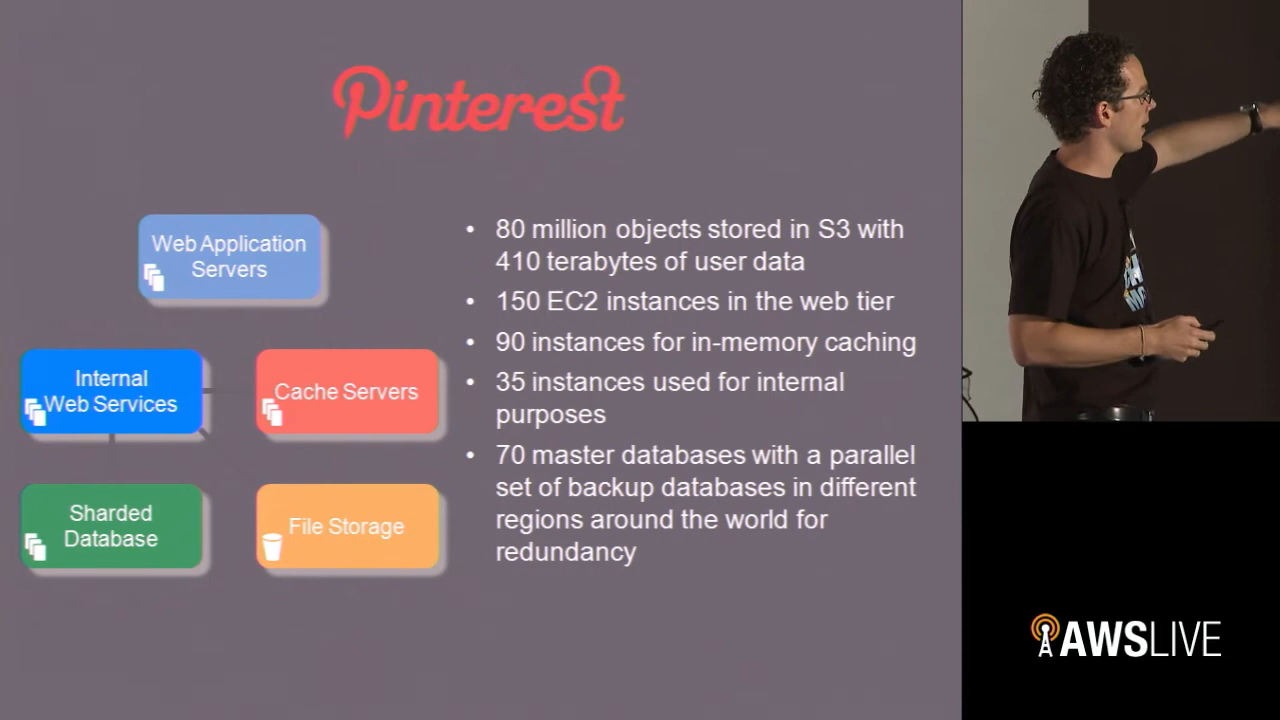 Pinterest
Web Application
Servers
Internal
Web Services
Cache Servers
Sharded
Database
File Storage
• 80 million objects stored in S3 with
410 terabytes of user data
• 150 EC2 instances in the web tier
• 90 instances for in-memory caching
• 35 instances used for internal
purposes
• 70 master databases with a parallel
set of backup databases in different
regions around the world for
redundancy
AWSLIVE